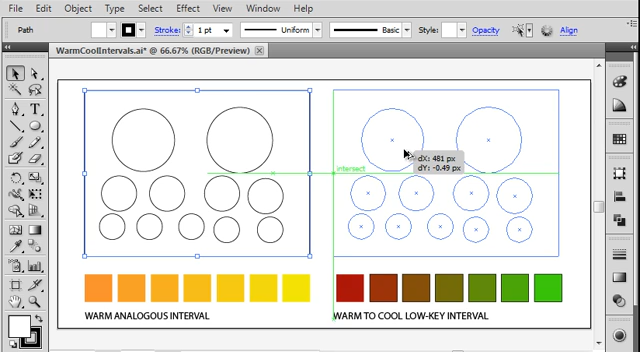 File Edit Object Type Select Effect View Window Help
Path Stroke: 1 pt Uniform Basic Style: Opacity Align
WarmCoolIntervals.ai* @ 66.67% (RGB/Preview)
dX: 481 px
dY: -0.49 px
intersect
WARM ANALOGOUS INTERVAL WARM TO COOL LOW-KEY INTERVAL